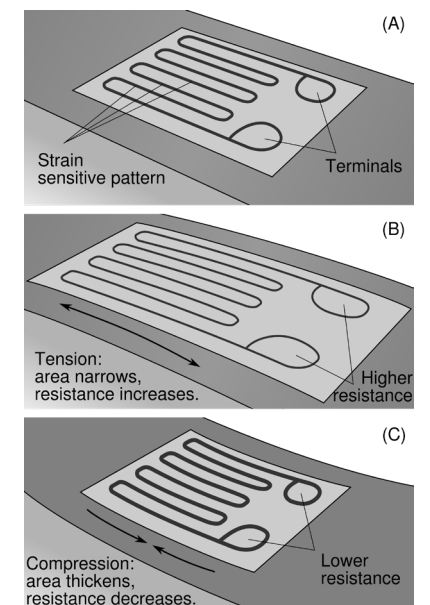 (A)
Strain
sensitive pattern
Terminals
(B)
Tension:
area narrows,
resistance increases.
Higher
resistance
(C)
Compression:
area thickens,
resistance decreases.
Lower
resistance